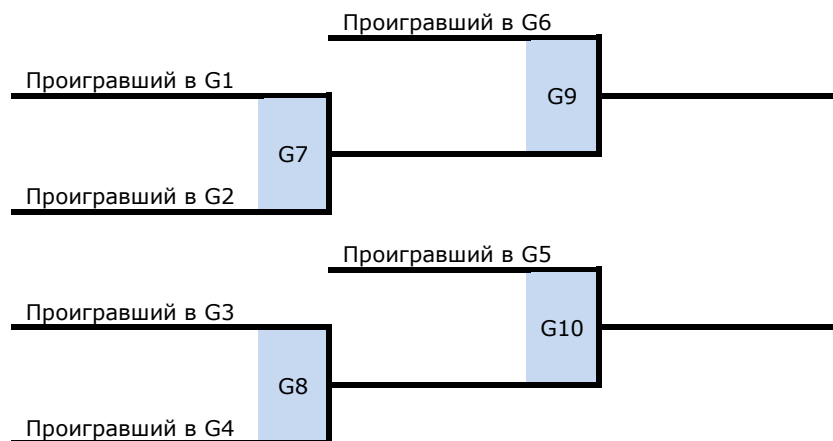 Проигравший в G6
Проигравший в G1
G9
G7
Проигравший в G2
Проигравший в G5
Проигравший в G3
G10
G8
Проигравший в G4